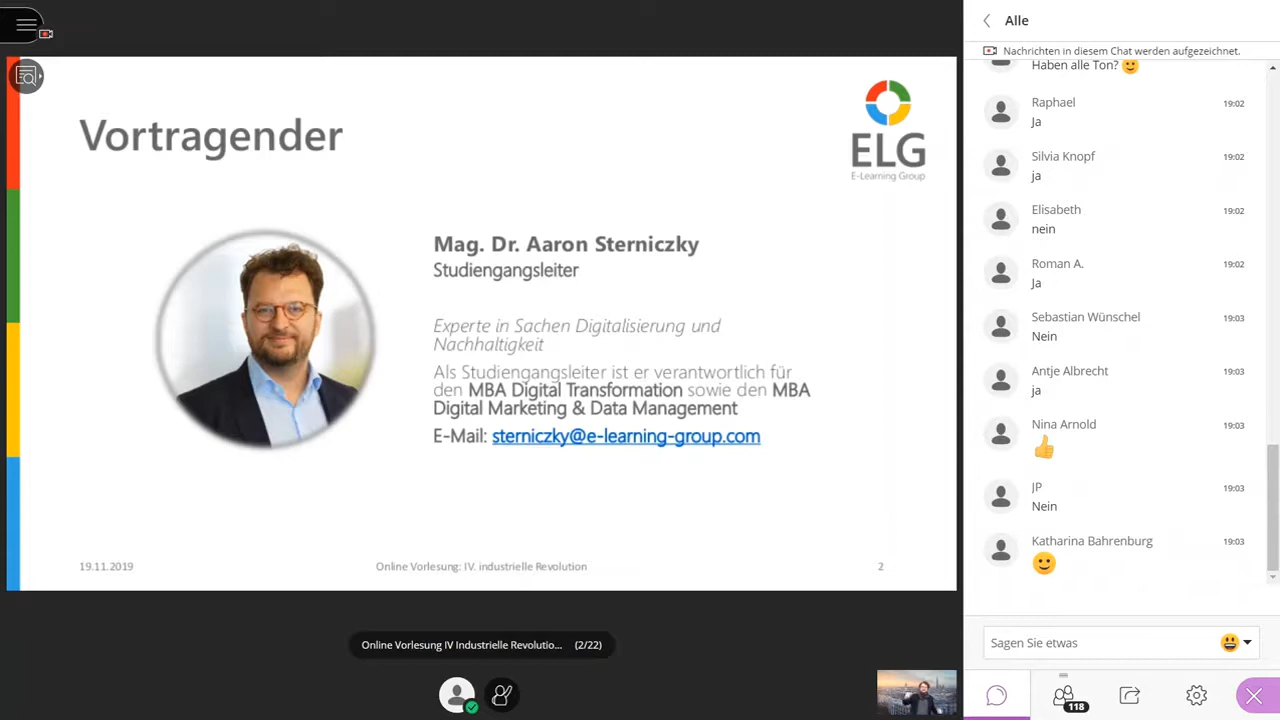 Vortragender
ELG
E-Learning Group
Mag. Dr. Aaron Sterniczky
Studiengangsleiter
Experte in Sachen Digitalisierung und
Nachhaltigkeit
Als Studiengangsleiter ist er verantwortlich für
den MBA Digital Transformation sowie den MBA
Digital Marketing & Data Management
E-Mail: sterniczky@e-learning-group.com
19.11.2019
Online Vorlesung: IV. industrielle Revolution
2
Online Vorlesung IV Industrielle Revolutio... (2/22)
Alle
Nachrichten in diesem Chat werden aufgezeichnet.
Haben alle Ton?
Raphael 19:02
Ja
Silvia Knopf 19:02
ja
Elisabeth 19:02
nein
Roman A. 19:02
Ja
Sebastian Wünschel 19:03
Nein
Antje Albrecht 19:03
ja
Nina Arnold 19:03
JP 19:03
Nein
Katharina Bahrenburg 19:03
Sagen Sie etwas
118